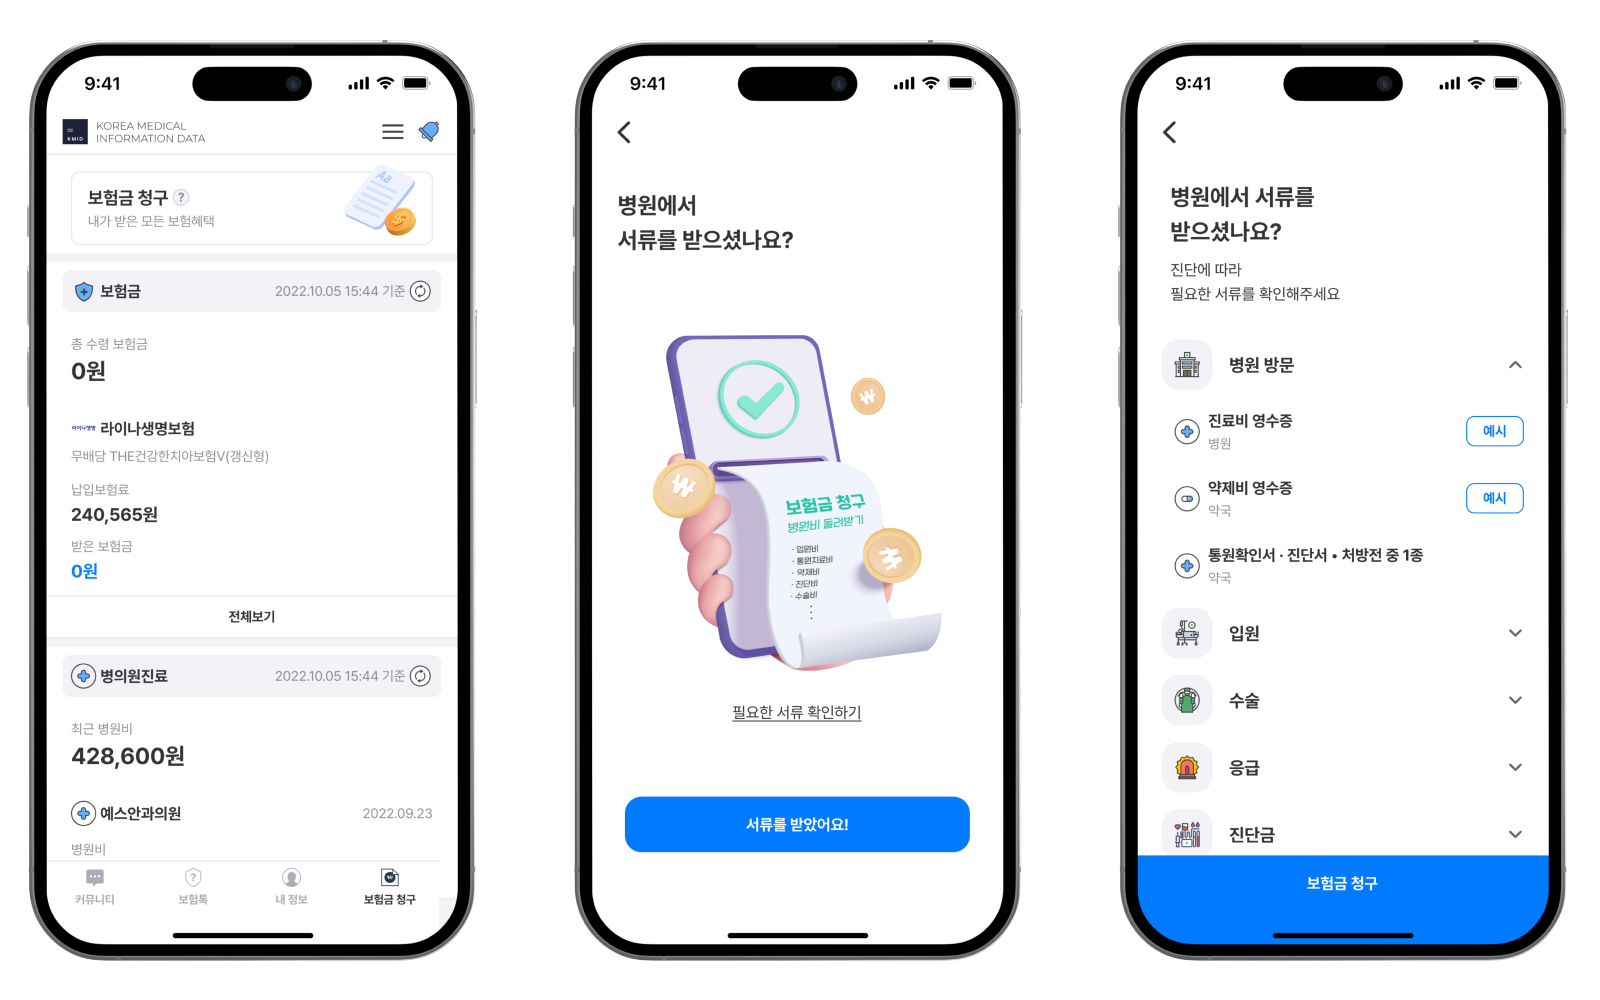 9:41
KMID
KOREA MEDICAL
INFORMATION DATA
보험금 청구 ?
내가 받은 모든 보험혜택
Aa
보험금
2022.10.05 15:44 기준
총 수령 보험금
0원
라이나생명
라이나생명보험
무배당 THE건강한치아보험V(갱신형)
납입보험료
240,565원
받은 보험금
0원
전체보기
병의원진료
2022.10.05 15:44 기준
최근 병원비
428,600원
예스안과의원
2022.09.23
병원비
커뮤니티
보험톡
내 정보
보험금 청구
9:41
병원에서
서류를 받으셨나요?
보험금 청구
병원비 돌려받기
· 입원비
· 통원치료비
· 약제비
· 진단비
· 수술비
필요한 서류 확인하기
서류를 받았어요!
9:41
병원에서 서류를
받으셨나요?
진단에 따라
필요한 서류를 확인해주세요
병원 방문
진료비 영수증
병원
예시
약제비 영수증
약국
예시
통원확인서 · 진단서 • 처방전 중 1종
약국
입원
수술
응급
진단금
보험금 청구